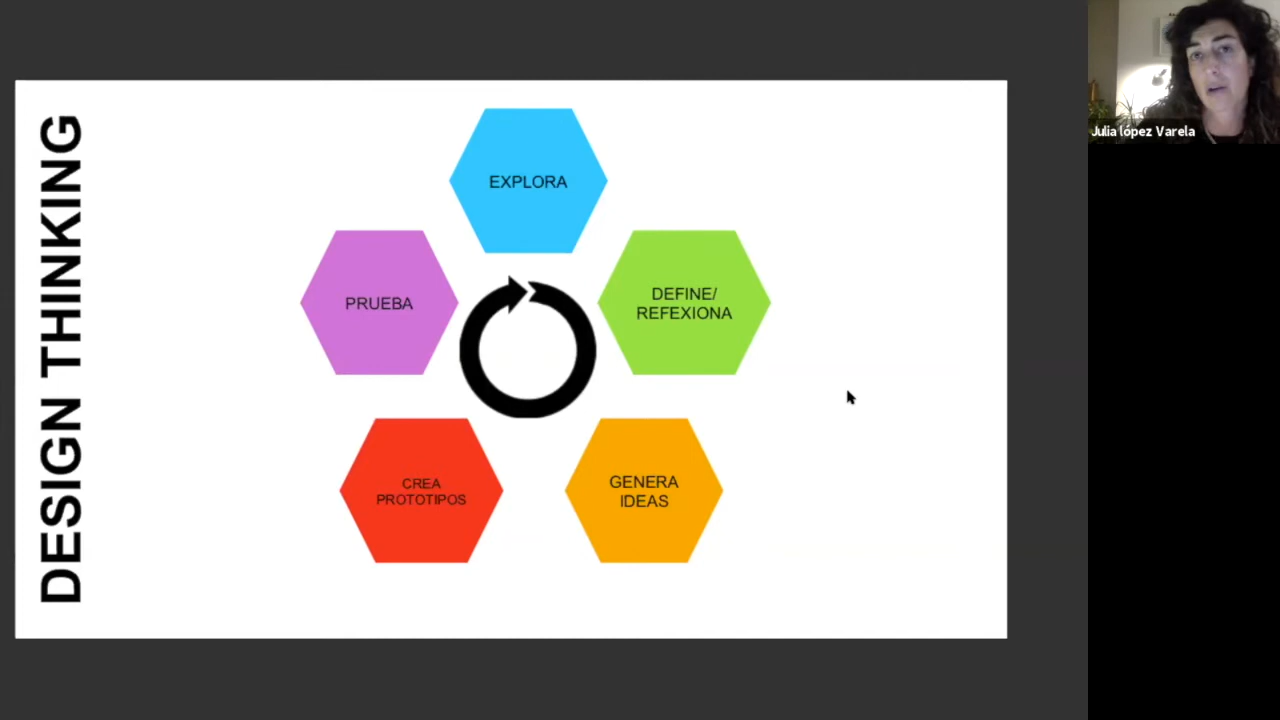 DESIGN THINKING
EXPLORA
PRUEBA
DEFINE/
REFEXIONA
CREA
PROTOTIPOS
GENERA
IDEAS
Julia lópez Varela